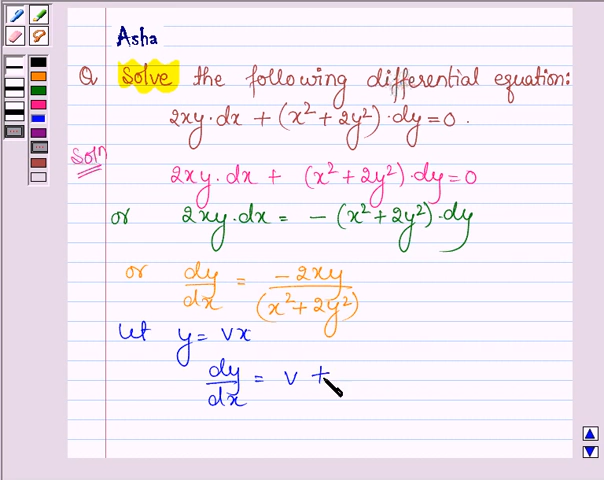 Asha
Q Solve the following differential equation:
2xy·dx + (x² + 2y²)·dy = 0.
Soln
2xy·dx + (x² + 2y²)·dy = 0
or 2xy·dx = - (x² + 2y²)·dy
or dy/dx = -2xy/(x² + 2y²)
Let y = vx
dy/dx = v +